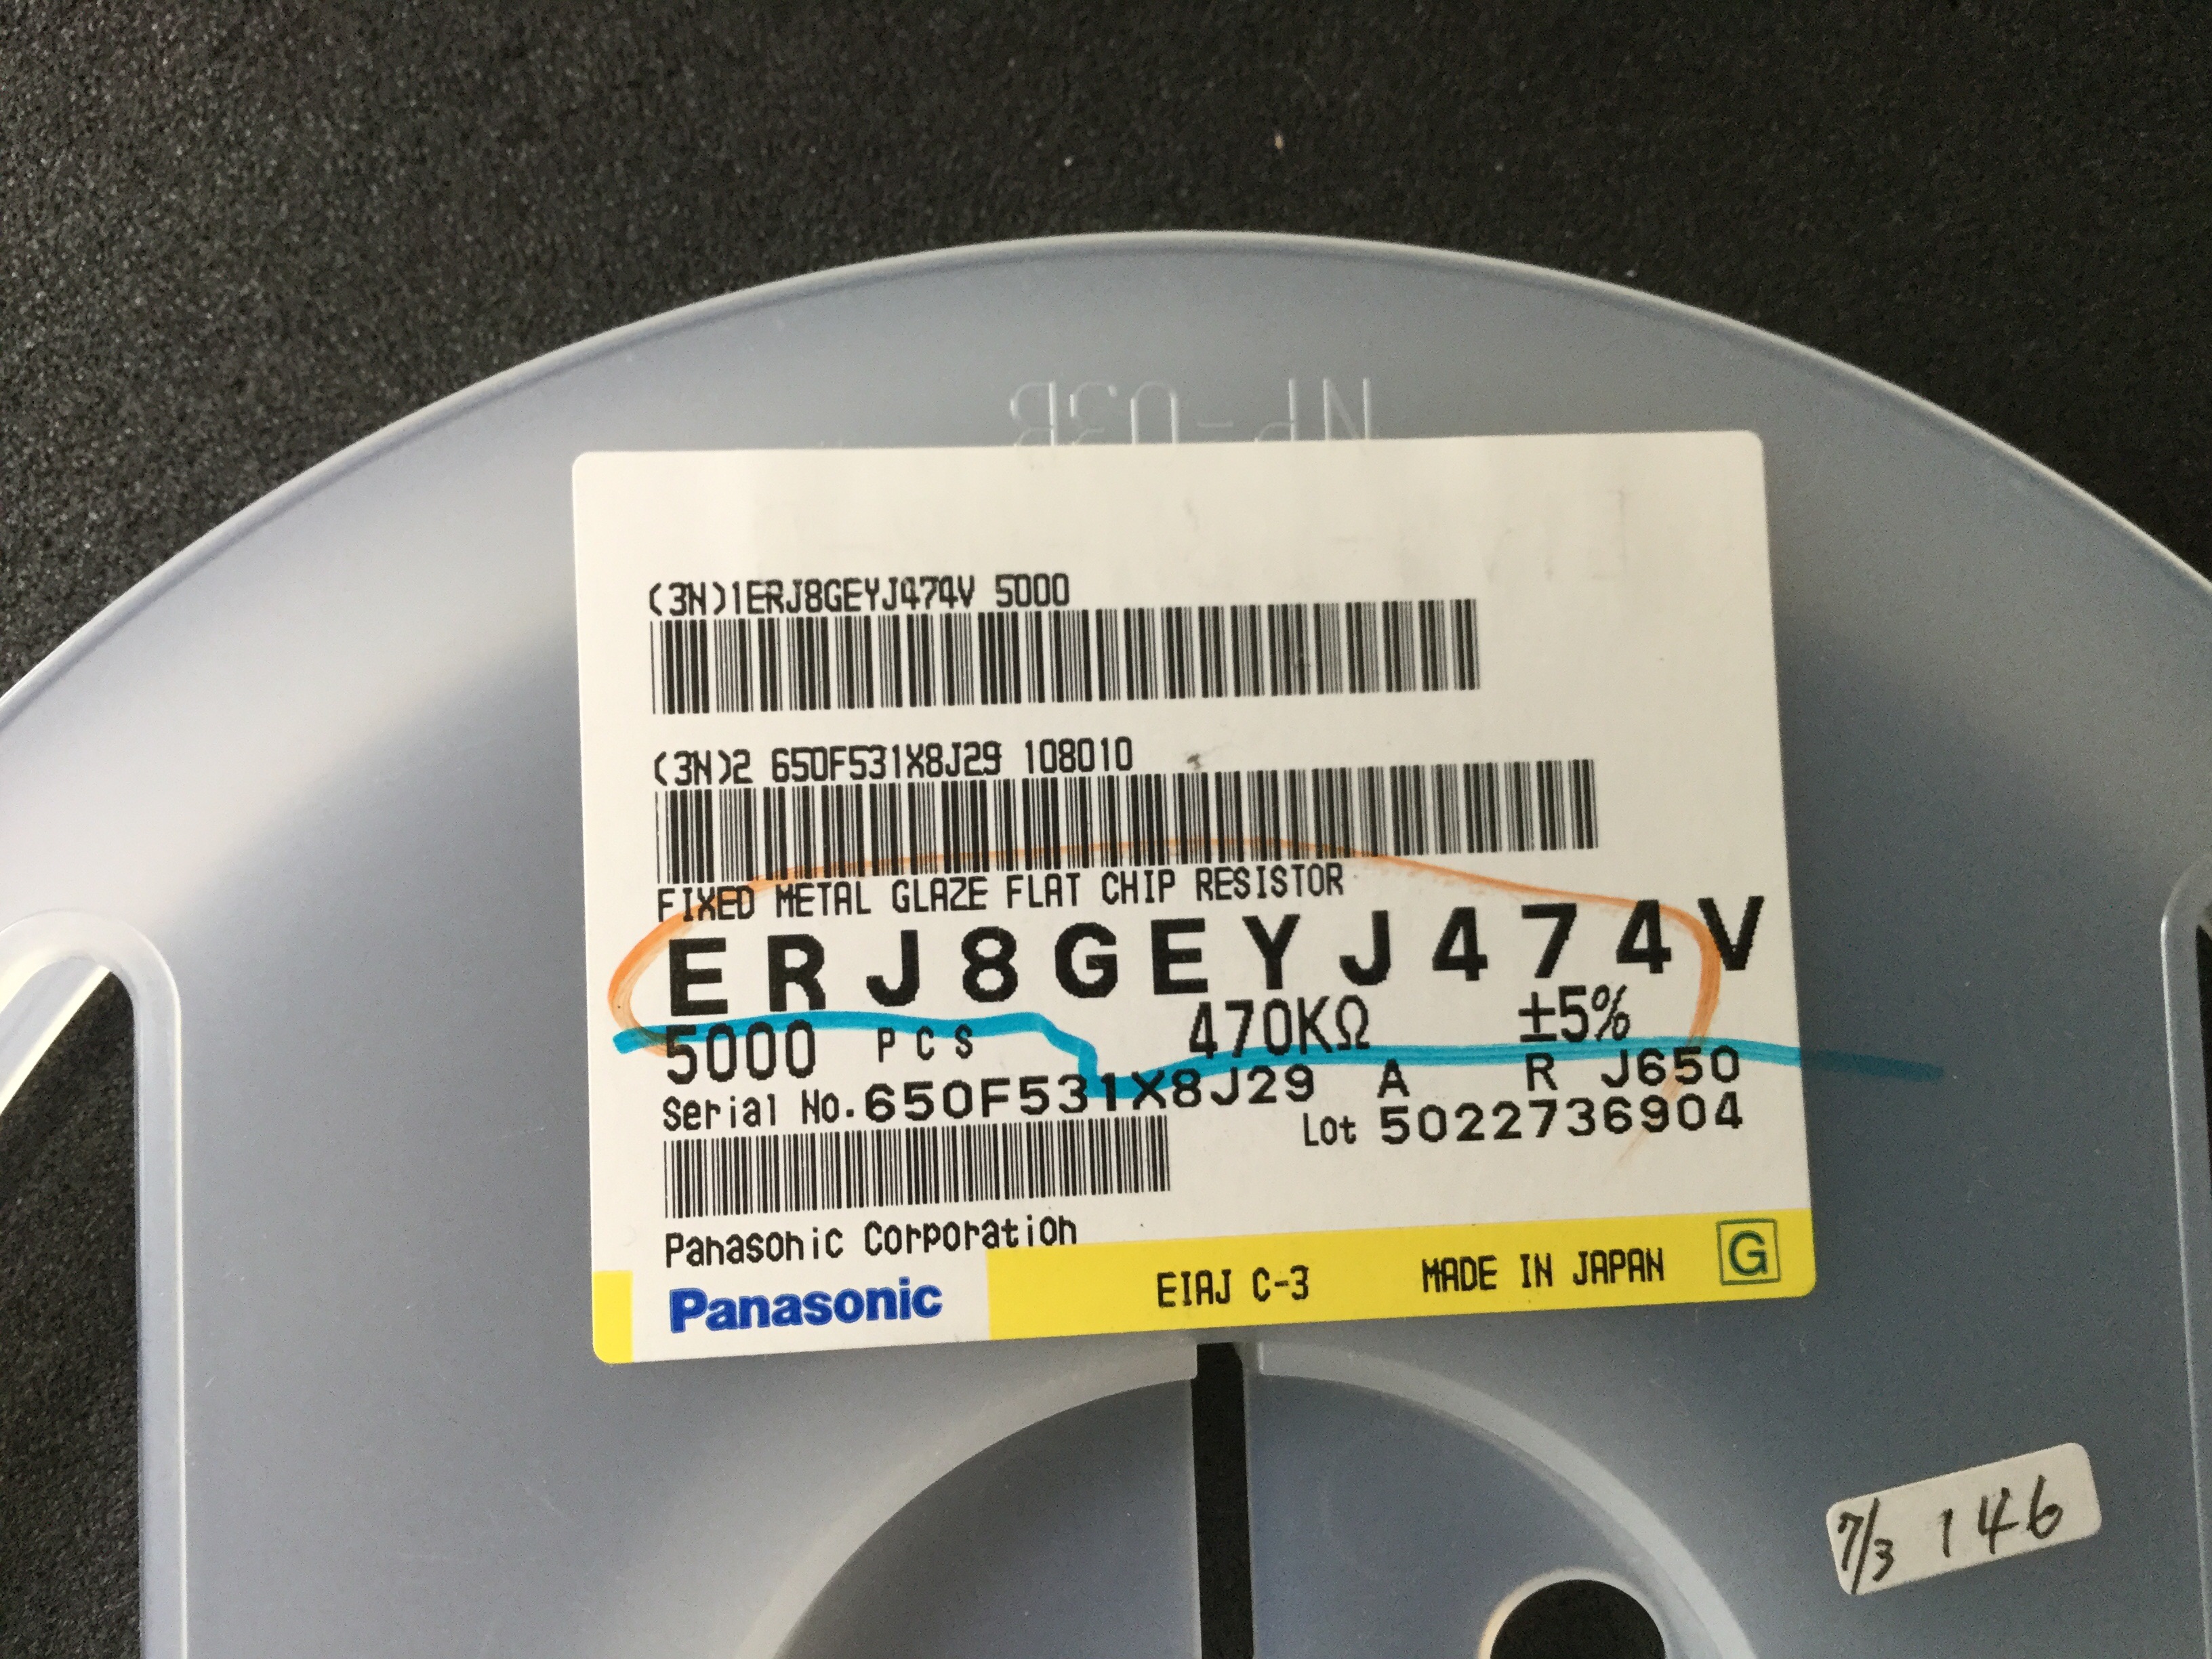 NP-03B
(3N)1ERJ8GEYJ474V 5000
(3N)2 650F531X8J29 108010
FIXED METAL GLAZE FLAT CHIP RESISTOR
ERJ8GEYJ474V
5000 PCS 470KΩ ±5%
Serial No.650F531X8J29 A R J650
Lot 5022736904
Panasonic Corporation
Panasonic EIAJ C-3 MADE IN JAPAN G
7/3 146